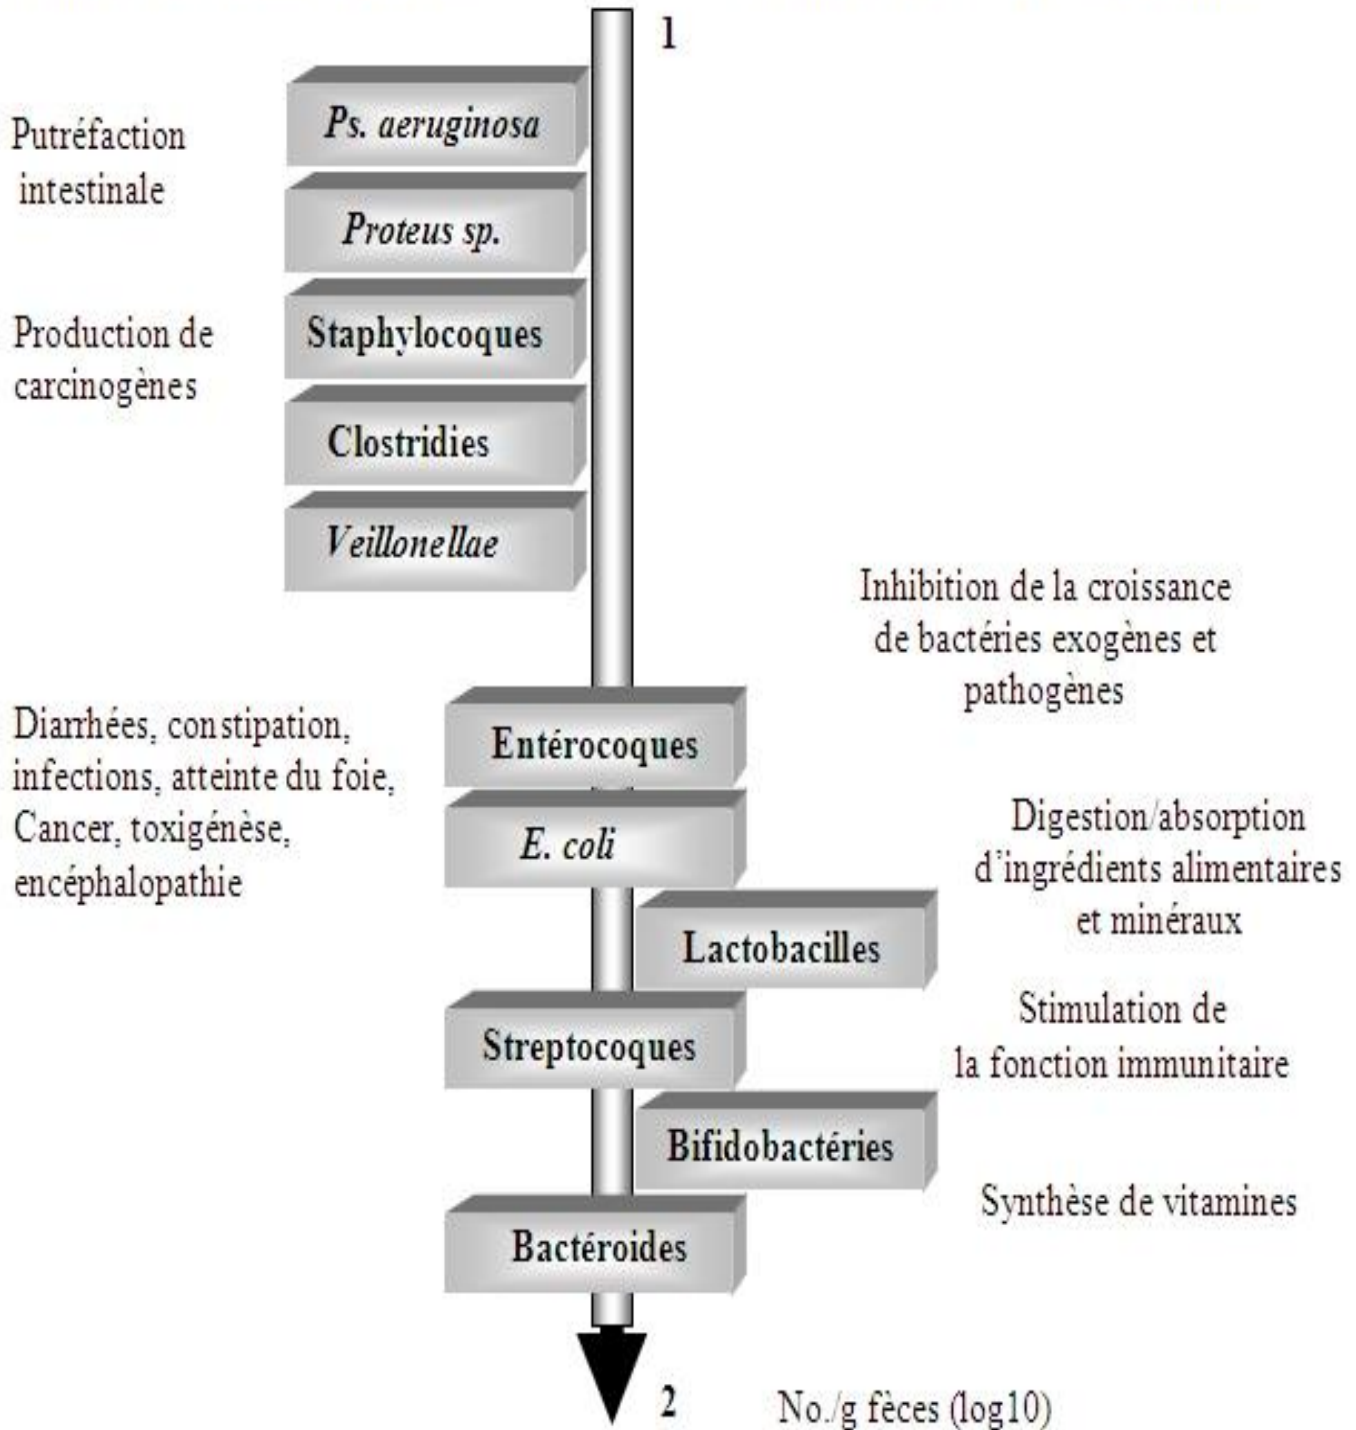 1
Ps. aeruginosa
Putréfaction
intestinale
Proteus sp.
Staphylocoques
Production de
carcinogènes
Clostridies
Veillonellae
Inhibition de la croissance
de bactéries exogènes et
pathogènes
Entérocoques
Diarrhées, constipation,
infections, atteinte du foie,
Cancer, toxigénèse,
encéphalopathie
E. coli
Digestion/absorption
d'ingrédients alimentaires
et minéraux
Lactobacilles
Streptocoques
Stimulation de
la fonction immunitaire
Bifidobactéries
Synthèse de vitamines
Bactéroides
2
No./g fèces (log10)